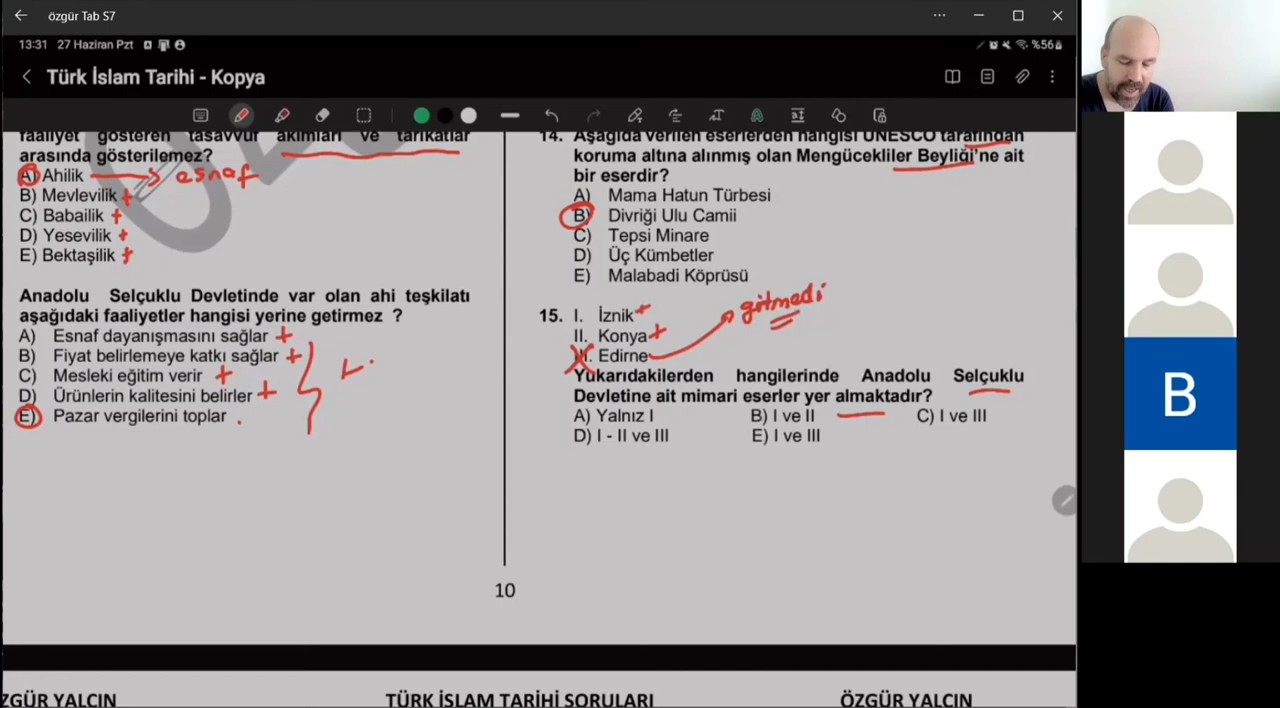 özgür Tab S7
13:31 27 Haziran Pzt
%56
Türk İslam Tarihi - Kopya
faaliyet gösteren tasavvuf akımları ve tarikatlar
arasında gösterilemez?
A) Ahilik esnaf
B) Mevlevilik +
C) Babailik +
D) Yesevilik +
E) Bektaşilik +
Anadolu Selçuklu Devletinde var olan ahi teşkilatı
aşağıdaki faaliyetler hangisi yerine getirmez ?
A) Esnaf dayanışmasını sağlar +
B) Fiyat belirlemeye katkı sağlar +
C) Mesleki eğitim verir +
D) Ürünlerin kalitesini belirler +
E) Pazar vergilerini toplar
14. Aşağıda verilen eserlerden hangisi UNESCO tarafından
koruma altına alınmış olan Mengücekliler Beyliği'ne ait
bir eserdir?
A) Mama Hatun Türbesi
B) Divriği Ulu Camii
C) Tepsi Minare
D) Üç Kümbetler
E) Malabadi Köprüsü
15. I. İznik +
II. Konya +
III. Edirne gitmedi
Yukarıdakilerden hangilerinde Anadolu Selçuklu
Devletine ait mimari eserler yer almaktadır?
A) Yalnız I B) I ve II C) I ve III
D) I - II ve III E) I ve III
10
ZGÜR YALÇIN TÜRK İSLAM TARİHİ SORULARI ÖZGÜR YALÇIN
B